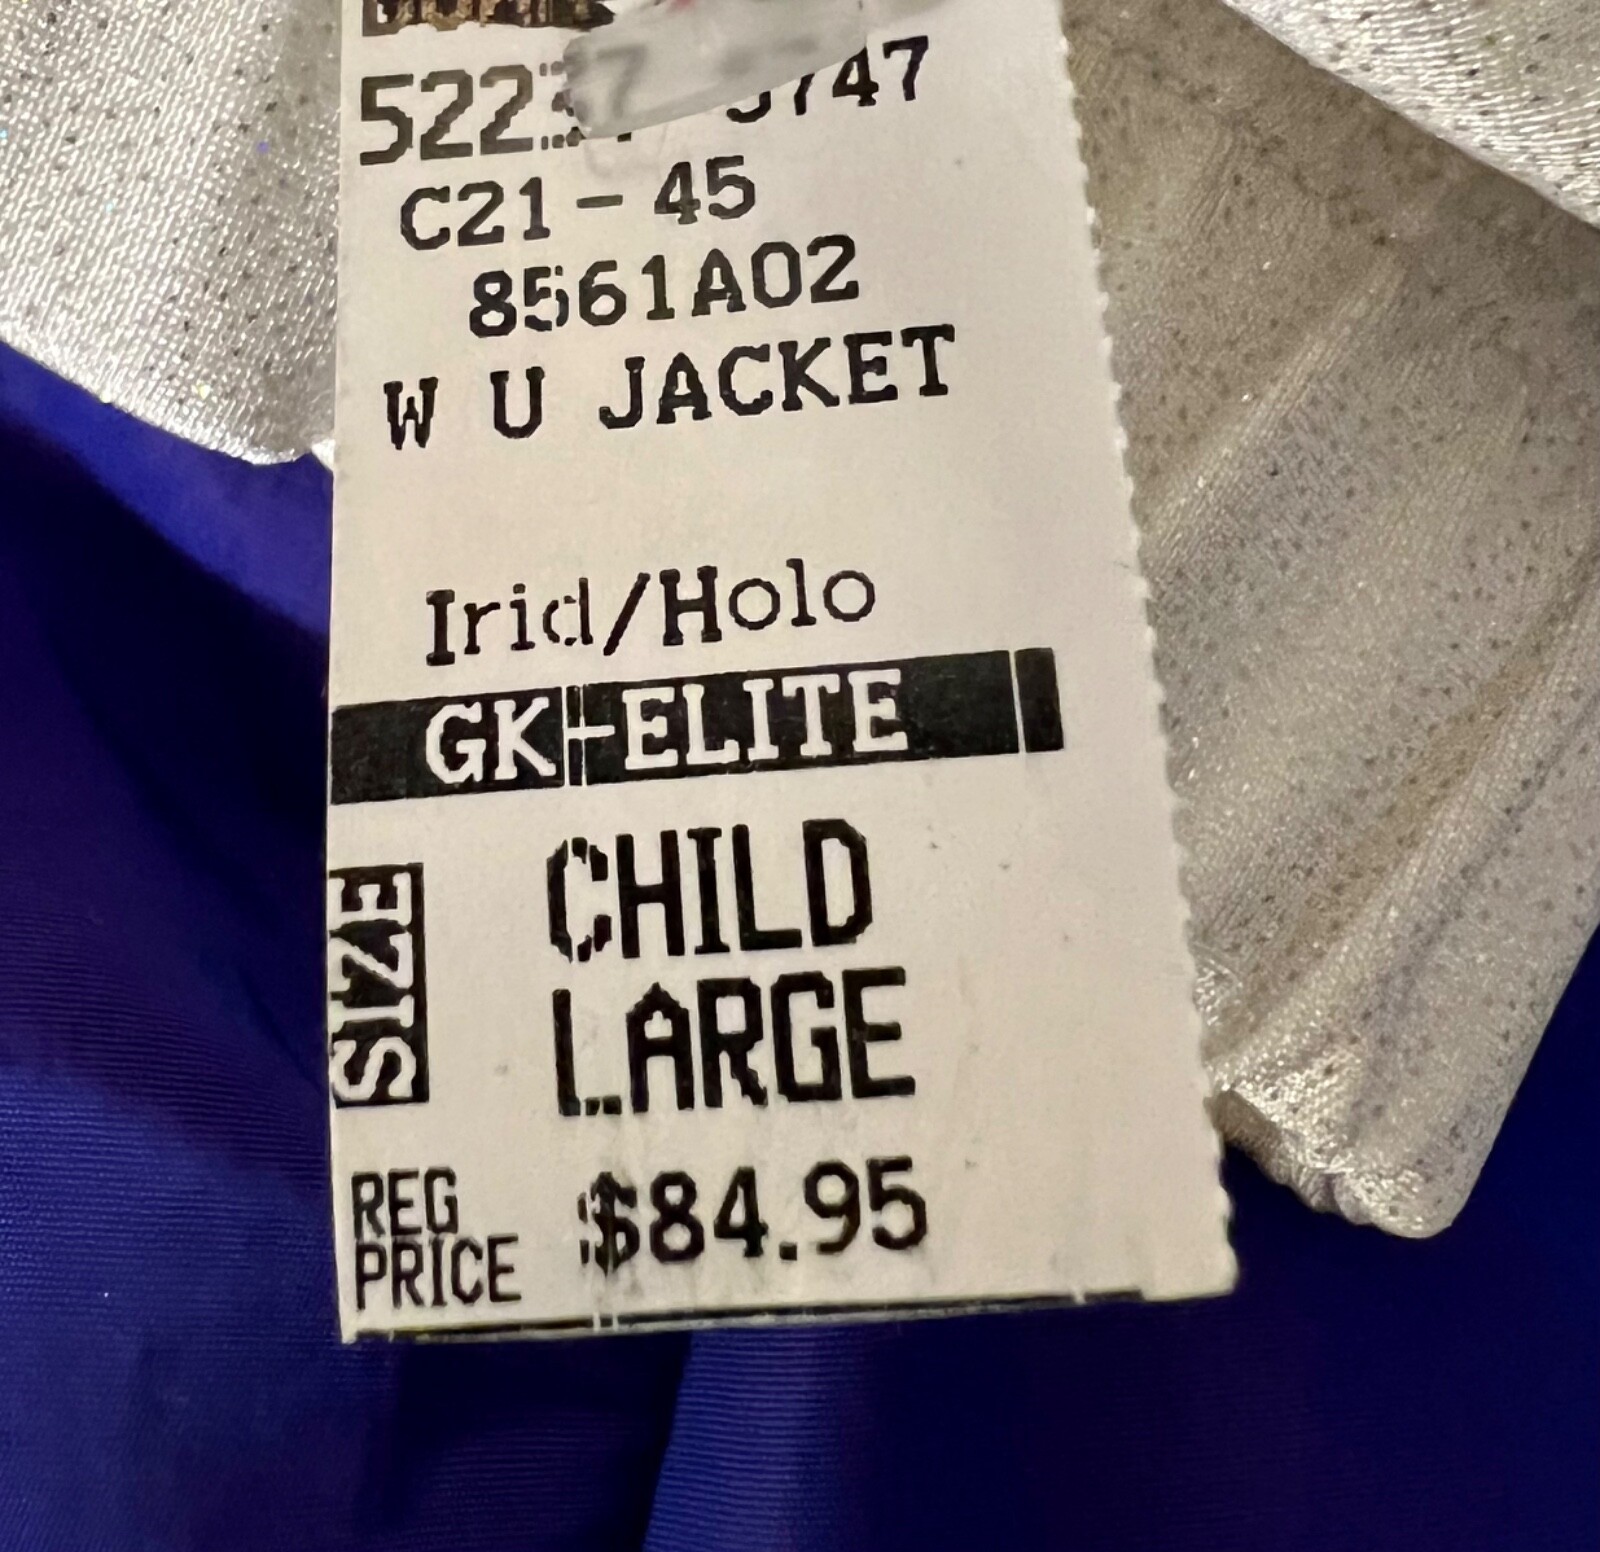 C21-45
8561A02
W U JACKET
Irid/Holo
GK-ELITE
SIZE
CHILD
LARGE
REG
PRICE
$84.95